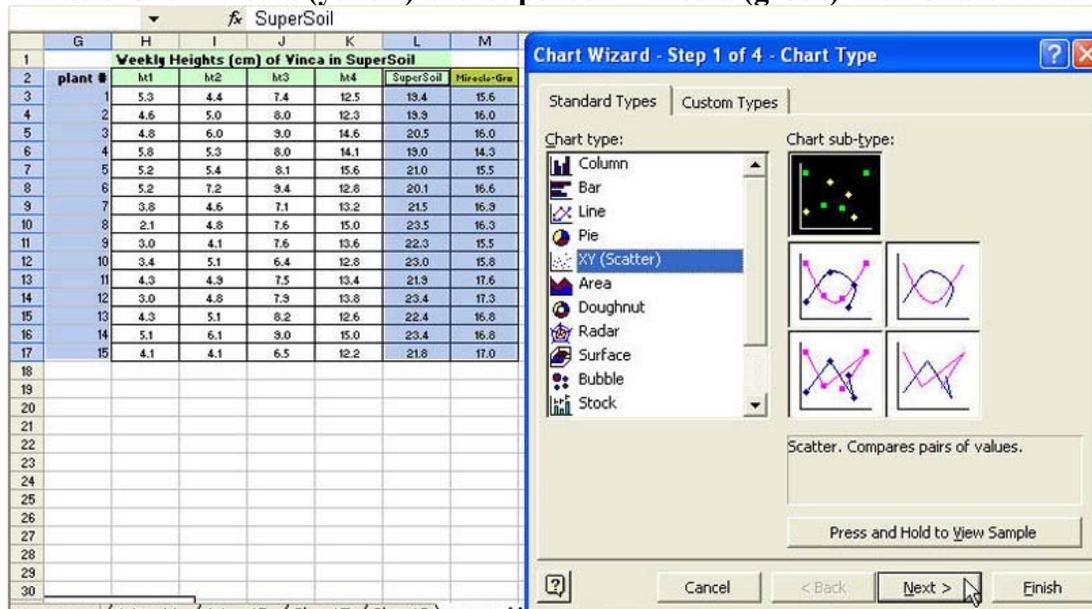 fx SuperSoil
G H I J K L M
1 Weekly Heights (cm) of Vinca in SuperSoil
2 plant # ht1 ht2 ht3 ht4 SuperSoil Miracle-Gro
3 1 5.3 4.4 7.4 12.5 19.4 15.6
4 2 4.6 5.0 8.0 12.3 19.9 16.0
5 3 4.8 6.0 9.0 14.6 20.5 16.0
6 4 5.8 5.3 8.0 14.1 19.0 14.3
7 5 5.2 5.4 8.1 15.6 21.0 15.5
8 6 5.2 7.2 9.4 12.8 20.1 16.6
9 7 3.8 4.6 7.1 13.2 21.5 16.9
10 8 2.1 4.8 7.6 15.0 23.5 16.3
11 9 3.0 4.1 7.6 13.6 22.3 15.5
12 10 3.4 5.1 6.4 12.8 23.0 15.8
13 11 4.3 4.9 7.5 13.4 21.9 17.6
14 12 3.0 4.8 7.9 13.8 23.4 17.3
15 13 4.3 5.1 8.2 12.6 22.4 16.8
16 14 5.1 6.1 9.0 15.0 23.4 16.8
17 15 4.1 4.1 6.5 12.2 21.8 17.0
18
19
20
21
22
23
24
25
26
27
28
29
30
Chart Wizard - Step 1 of 4 - Chart Type
Standard Types Custom Types
Chart type: Chart sub-type:
Column
Bar
Line
Pie
XY (Scatter)
Area
Doughnut
Radar
Surface
Bubble
Stock
Scatter. Compares pairs of values.
Press and Hold to View Sample
Cancel < Back Next > Finish